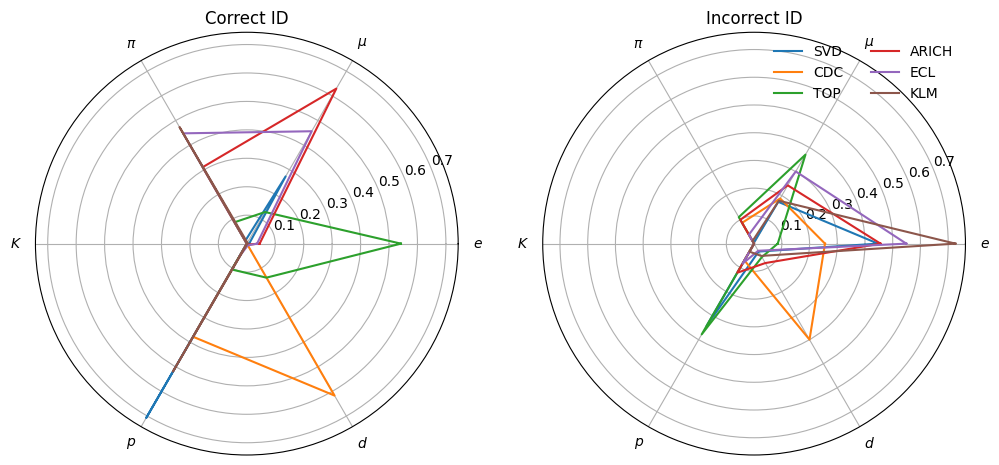 Correct ID
Incorrect ID
π
μ
K
e
p
d
0.1
0.2
0.3
0.4
0.5
0.6
0.7
π
μ
K
e
p
d
0.1
0.2
0.3
0.4
0.5
0.6
0.7
SVD
CDC
TOP
ARICH
ECL
KLM